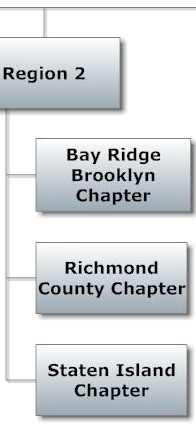 Region 2
Bay Ridge
Brooklyn
Chapter
Richmond
County Chapter
Staten Island
Chapter